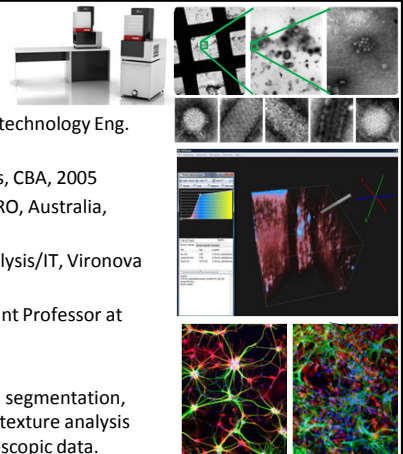 technology Eng.
s, CBA, 2005
RO, Australia,
lysis/IT, Vironova
nt Professor at
segmentation,
texture analysis
scopic data.